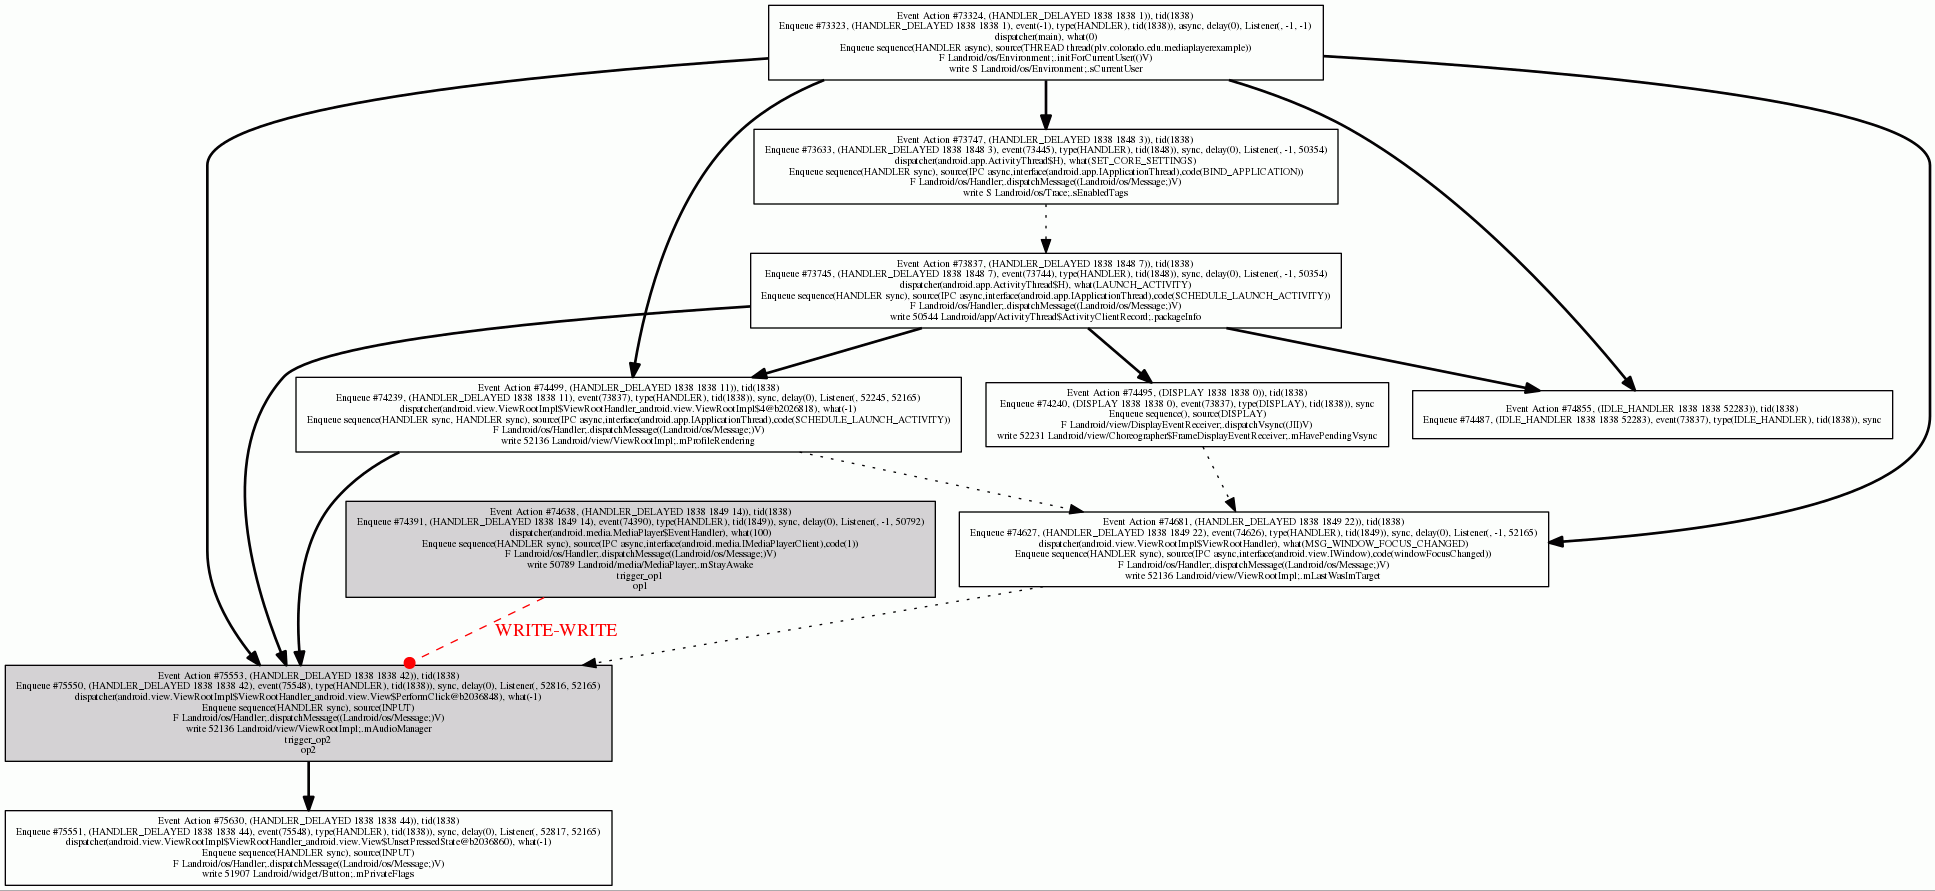 Event Action #73324, (HANDLER_DELAYED 1838 1838 1)), tid(1838)
Enqueue #73323, (HANDLER_DELAYED 1838 1838 1), event(-1), type(HANDLER), tid(1838)), async, delay(0), Listener(, -1, -1)
dispatcher(main), what(0)
Enqueue sequence(HANDLER async), source(THREAD thread(plv.colorado.edu.mediaplayerexample))
F Landroid/os/Environment;.initForCurrentUser(()V)
write S Landroid/os/Environment;.sCurrentUser
Event Action #73747, (HANDLER_DELAYED 1838 1848 3)), tid(1838)
Enqueue #73633, (HANDLER_DELAYED 1838 1848 3), event(73445), type(HANDLER), tid(1848)), sync, delay(0), Listener(, -1, 50354)
dispatcher(android.app.ActivityThread$H), what(SET_CORE_SETTINGS)
Enqueue sequence(HANDLER sync), source(IPC async,interface(android.app.IApplicationThread),code(BIND_APPLICATION))
F Landroid/os/Handler;.dispatchMessage((Landroid/os/Message;)V)
write S Landroid/os/Trace;.sEnabledTags
Event Action #73837, (HANDLER_DELAYED 1838 1848 7)), tid(1838)
Enqueue #73745, (HANDLER_DELAYED 1838 1848 7), event(73744), type(HANDLER), tid(1848)), sync, delay(0), Listener(, -1, 50354)
dispatcher(android.app.ActivityThread$H), what(LAUNCH_ACTIVITY)
Enqueue sequence(HANDLER sync), source(IPC async,interface(android.app.IApplicationThread),code(SCHEDULE_LAUNCH_ACTIVITY))
F Landroid/os/Handler;.dispatchMessage((Landroid/os/Message;)V)
write 50544 Landroid/app/ActivityThread$ActivityClientRecord;.packageInfo
Event Action #74499, (HANDLER_DELAYED 1838 1838 11)), tid(1838)
Enqueue #74239, (HANDLER_DELAYED 1838 1838 11), event(73837), type(HANDLER), tid(1838)), sync, delay(0), Listener(, 52245, 52165)
dispatcher(android.view.ViewRootImpl$ViewRootHandler_android.view.ViewRootImpl$4@b2026818), what(-1)
Enqueue sequence(HANDLER sync, HANDLER sync), source(IPC async,interface(android.app.IApplicationThread),code(SCHEDULE_LAUNCH_ACTIVITY))
F Landroid/os/Handler;.dispatchMessage((Landroid/os/Message;)V)
write 52136 Landroid/view/ViewRootImpl;.mProfileRendering
Event Action #74495, (DISPLAY 1838 1838 0)), tid(1838)
Enqueue #74240, (DISPLAY 1838 1838 0), event(73837), type(DISPLAY), tid(1838)), sync
Enqueue sequence(), source(DISPLAY)
F Landroid/view/DisplayEventReceiver;.dispatchVsync((JII)V)
write 52231 Landroid/view/Choreographer$FrameDisplayEventReceiver;.mHavePendingVsync
Event Action #74855, (IDLE_HANDLER 1838 1838 52283)), tid(1838)
Enqueue #74487, (IDLE_HANDLER 1838 1838 52283), event(73837), type(IDLE_HANDLER), tid(1838)), sync
Event Action #74638, (HANDLER_DELAYED 1838 1849 14)), tid(1838)
Enqueue #74391, (HANDLER_DELAYED 1838 1849 14), event(74390), type(HANDLER), tid(1849)), sync, delay(0), Listener(, -1, 50792)
dispatcher(android.media.MediaPlayer$EventHandler), what(100)
Enqueue sequence(HANDLER sync), source(IPC async,interface(android.media.IMediaPlayerClient),code(1))
F Landroid/os/Handler;.dispatchMessage((Landroid/os/Message;)V)
write 50789 Landroid/media/MediaPlayer;.mStayAwake
trigger_op1
op1
Event Action #74681, (HANDLER_DELAYED 1838 1849 22)), tid(1838)
Enqueue #74627, (HANDLER_DELAYED 1838 1849 22), event(74626), type(HANDLER), tid(1849)), sync, delay(0), Listener(, -1, 52165)
dispatcher(android.view.ViewRootImpl$ViewRootHandler), what(MSG_WINDOW_FOCUS_CHANGED)
Enqueue sequence(HANDLER sync), source(IPC async,interface(android.view.IWindow),code(windowFocusChanged))
F Landroid/os/Handler;.dispatchMessage((Landroid/os/Message;)V)
write 52136 Landroid/view/ViewRootImpl;.mLastWasImTarget
WRITE-WRITE
Event Action #75553, (HANDLER_DELAYED 1838 1838 42)), tid(1838)
Enqueue #75550, (HANDLER_DELAYED 1838 1838 42), event(75548), type(HANDLER), tid(1838)), sync, delay(0), Listener(, 52816, 52165)
dispatcher(android.view.ViewRootImpl$ViewRootHandler_android.view.View$PerformClick@b2036848), what(-1)
Enqueue sequence(HANDLER sync), source(INPUT)
F Landroid/os/Handler;.dispatchMessage((Landroid/os/Message;)V)
write 52136 Landroid/view/ViewRootImpl;.mAudioManager
trigger_op2
op2
Event Action #75630, (HANDLER_DELAYED 1838 1838 44)), tid(1838)
Enqueue #75551, (HANDLER_DELAYED 1838 1838 44), event(75548), type(HANDLER), tid(1838)), sync, delay(0), Listener(, 52817, 52165)
dispatcher(android.view.ViewRootImpl$ViewRootHandler_android.view.View$UnsetPressedState@b2036860), what(-1)
Enqueue sequence(HANDLER sync), source(INPUT)
F Landroid/os/Handler;.dispatchMessage((Landroid/os/Message;)V)
write 51907 Landroid/widget/Button;.mPrivateFlags